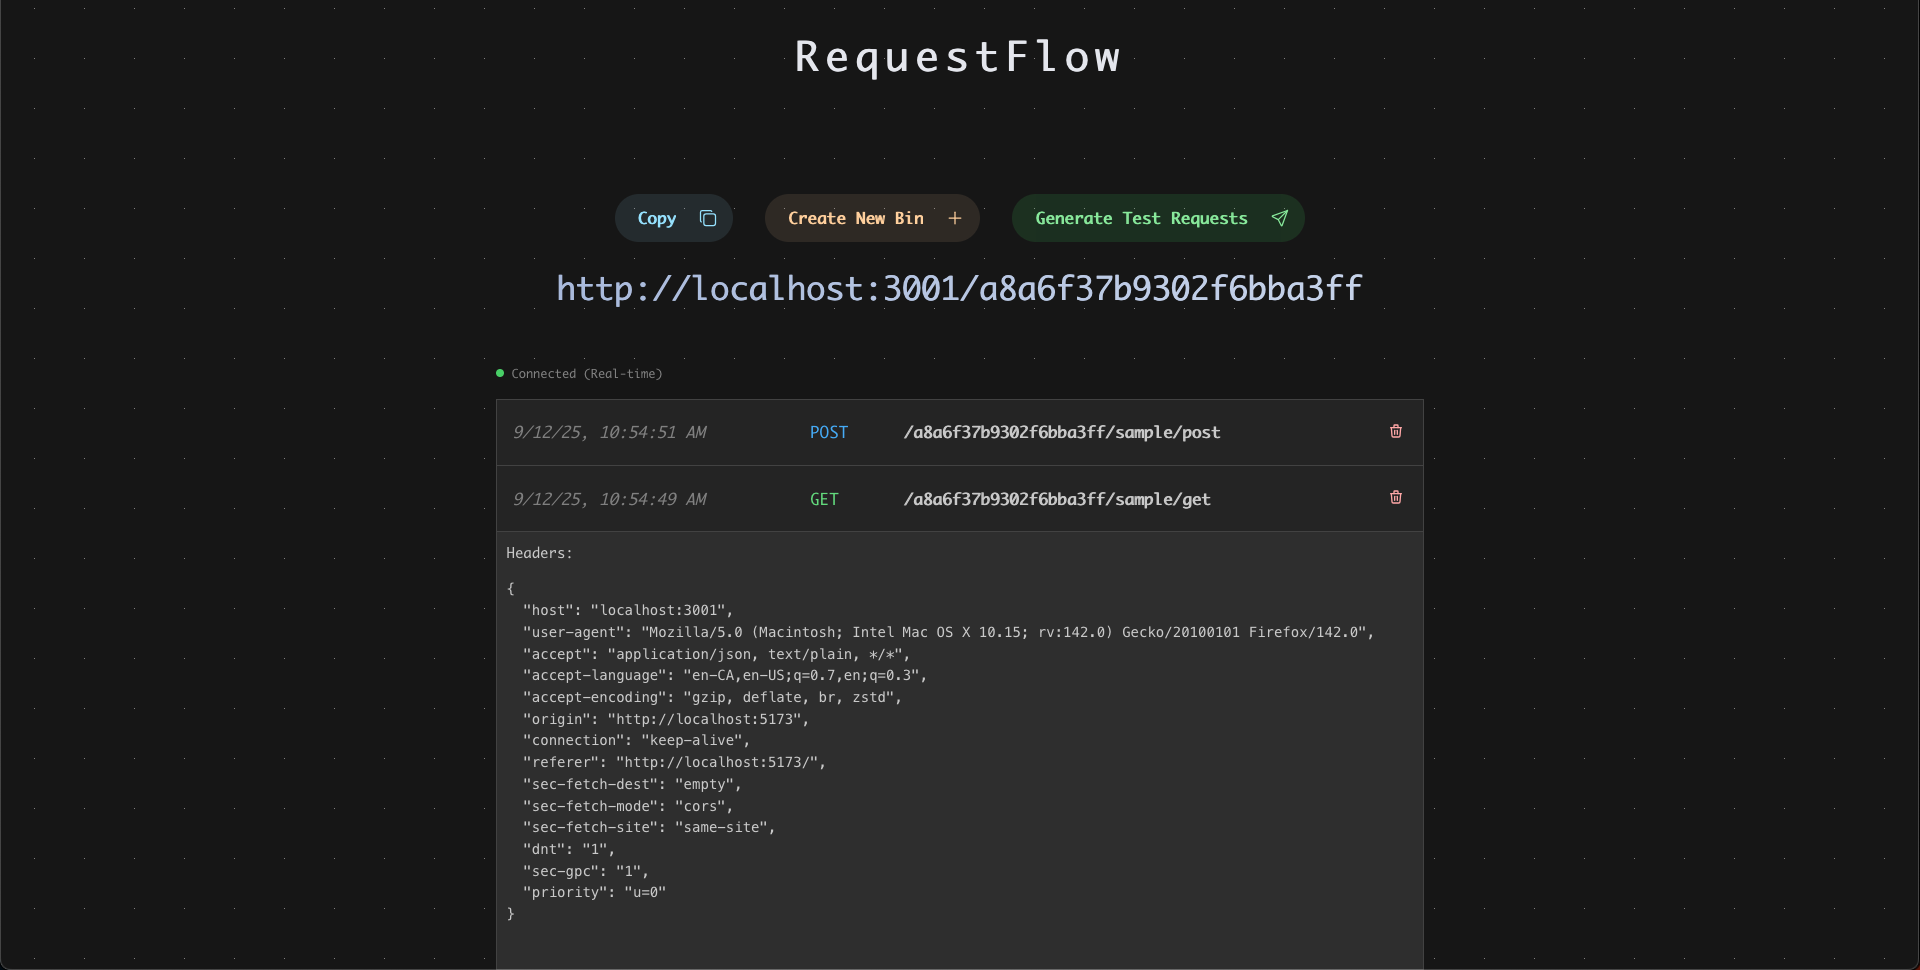 RequestFlow
Copy Create New Bin Generate Test Requests
http://localhost:3001/a8a6f37b9302f6bba3ff
Connected (Real-time)
9/12/25, 10:54:51 AM POST /a8a6f37b9302f6bba3ff/sample/post
9/12/25, 10:54:49 AM GET /a8a6f37b9302f6bba3ff/sample/get
Headers:
{
  "host": "localhost:3001",
  "user-agent": "Mozilla/5.0 (Macintosh; Intel Mac OS X 10.15; rv:142.0) Gecko/20100101 Firefox/142.0",
  "accept": "application/json, text/plain, */*",
  "accept-language": "en-CA,en-US;q=0.7,en;q=0.3",
  "accept-encoding": "gzip, deflate, br, zstd",
  "origin": "http://localhost:5173",
  "connection": "keep-alive",
  "referer": "http://localhost:5173/",
  "sec-fetch-dest": "empty",
  "sec-fetch-mode": "cors",
  "sec-fetch-site": "same-site",
  "dnt": "1",
  "sec-gpc": "1",
  "priority": "u=0"
}